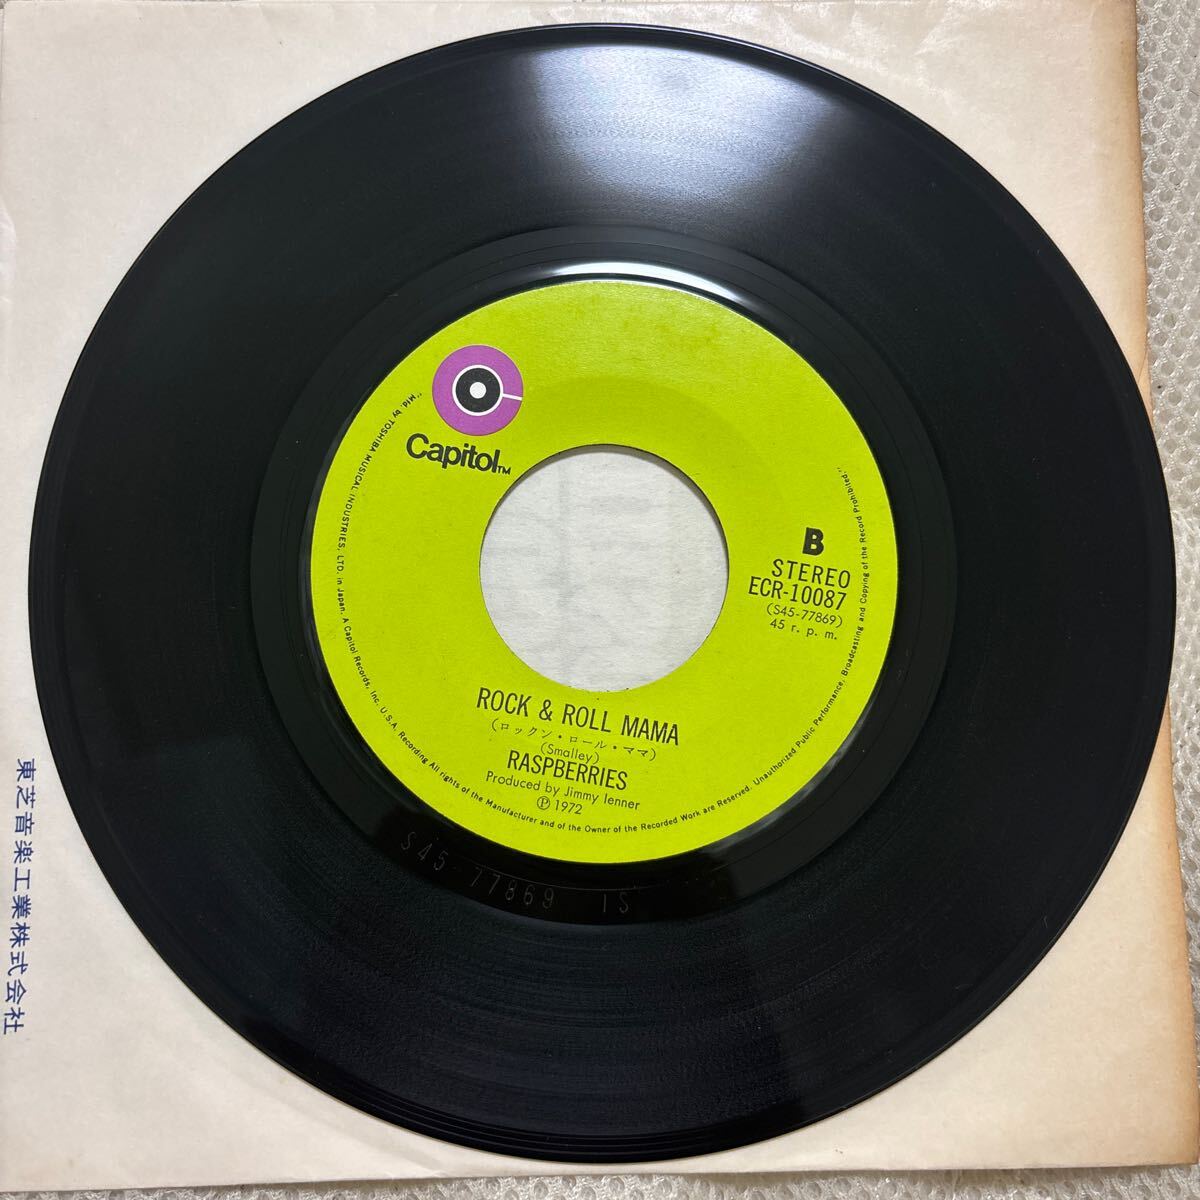 Capitol™
B
STEREO
ECR-10087
(S45-77869)
45 r. p. m.
ROCK & ROLL MAMA
(ロックン・ロール・ママ)
(Smalley)
RASPBERRIES
Produced by Jimmy Ienner
Ⓟ 1972
"Mfd. by TOSHIBA MUSICAL INDUSTRIES, LTD. in Japan. A Capitol Records, Inc. U.S.A. Recording All rights of the Manufacturer and of the Owner of the Recorded Work are Reserved. Unauthorized Public Performance, Broadcasting and Copying of the Record Prohibited."
S45 77869 1S
東芝音楽工業株式会社